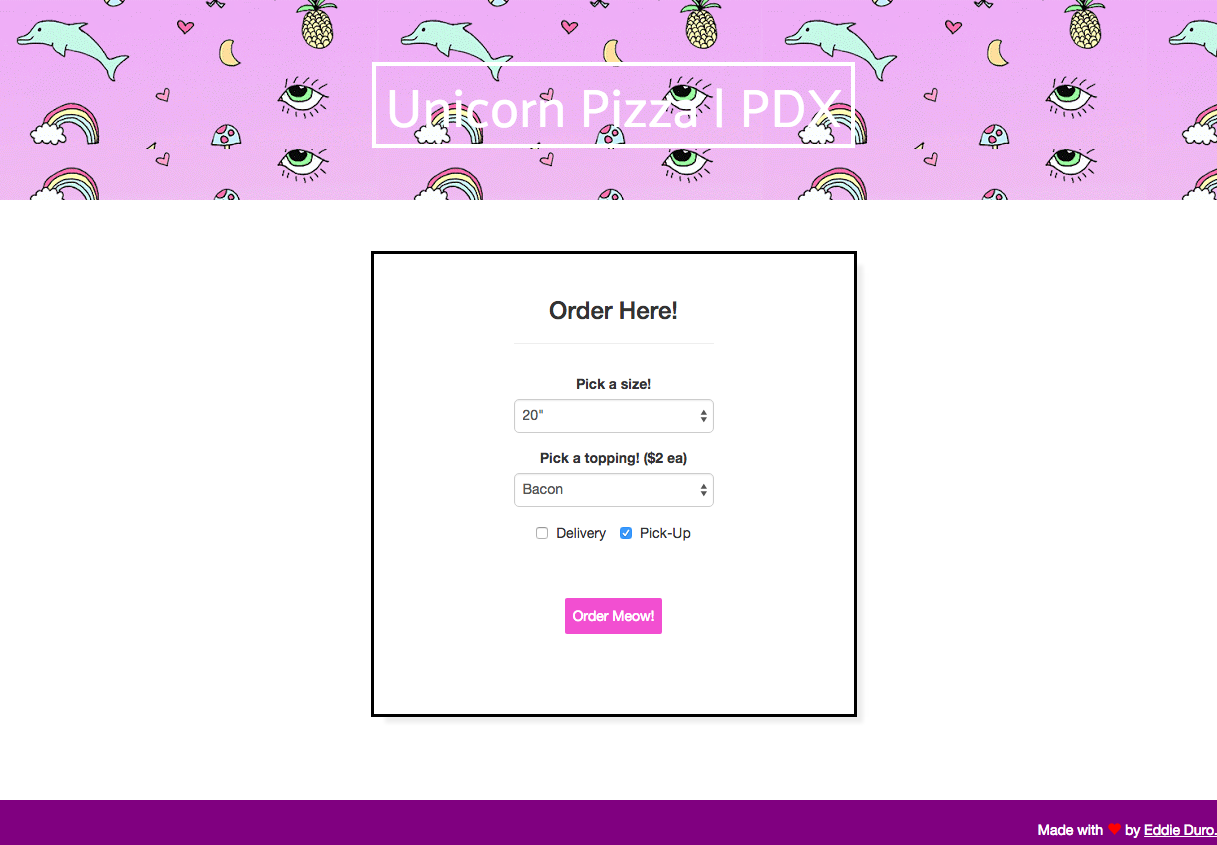 Unicorn Pizza | PDX
Order Here!
Pick a size!
20"
Pick a topping! ($2 ea)
Bacon
Delivery Pick-Up
Order Meow!
Made with ❤ by Eddie Duro.